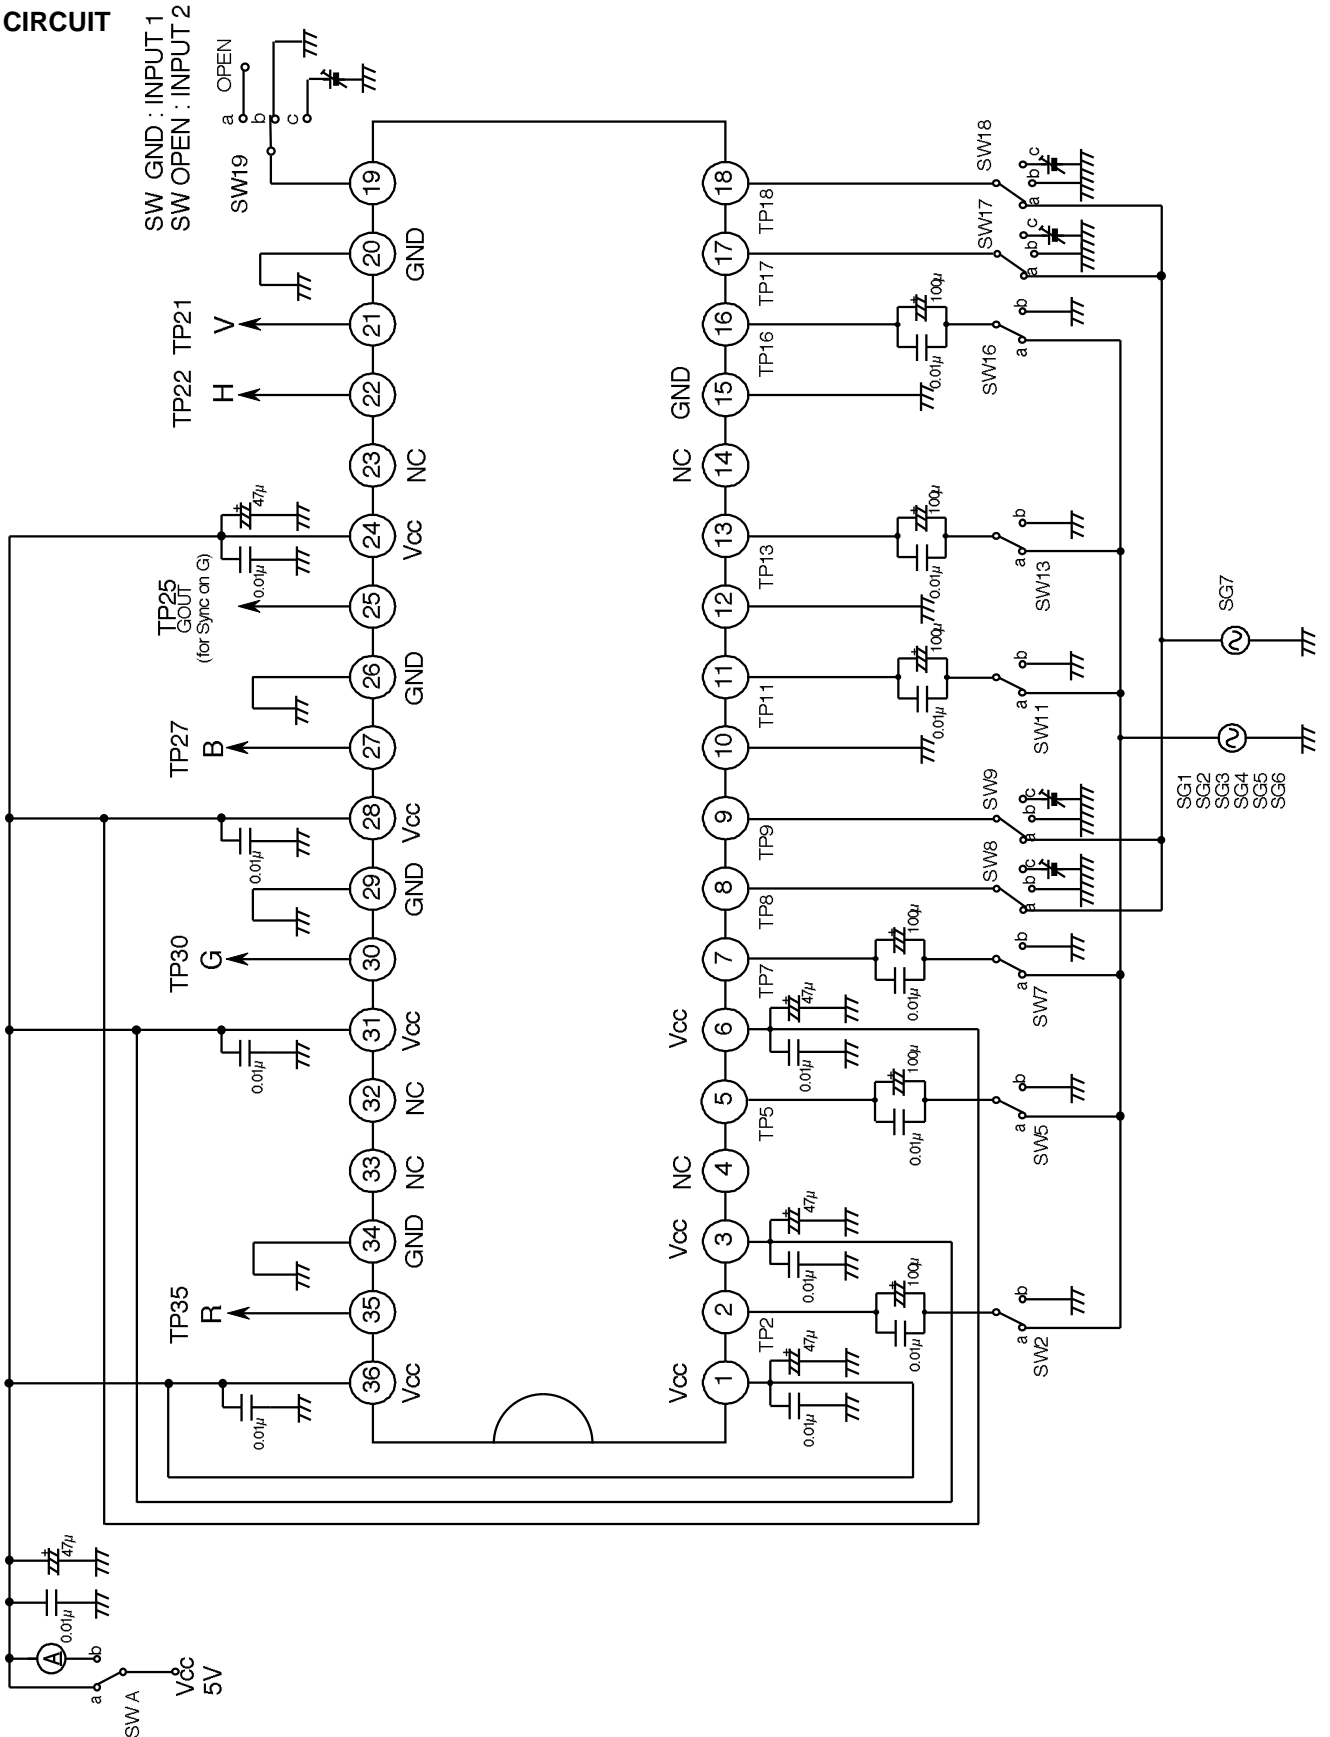 CIRCUIT
SW GND : INPUT 1
SW OPEN : INPUT 2
OPEN
a
b
c
SW19
19
20
GND
TP21
V
21
TP22
H
22
23
NC
47µ
+
0.01µ
24
Vcc
TP25
GOUT
(for Sync on G)
25
26
GND
TP27
B
27
0.01µ
28
Vcc
29
GND
TP30
G
30
0.01µ
31
Vcc
32
NC
33
NC
34
GND
TP35
R
35
0.01µ
36
Vcc
18
TP18
SW18
a
b
c
17
TP17
SW17
a
b
c
16
TP16
+
100µ
0.01µ
SW16
a
b
GND
15
NC
14
13
TP13
+
100µ
0.01µ
SW13
a
b
12
11
TP11
+
100µ
0.01µ
SW11
a
b
10
9
TP9
SW9
a
b
c
8
TP8
SW8
a
b
c
7
TP7
+
100µ
0.01µ
SW7
a
b
Vcc
6
+
47µ
0.01µ
5
TP5
+
100µ
0.01µ
SW5
a
b
NC
4
Vcc
3
+
47µ
0.01µ
2
TP2
+
100µ
0.01µ
SW2
a
b
Vcc
1
+
47µ
0.01µ
SG7
SG1
SG2
SG3
SG4
SG5
SG6
+
47µ
0.01µ
A
a
b
SW A
Vcc
5V